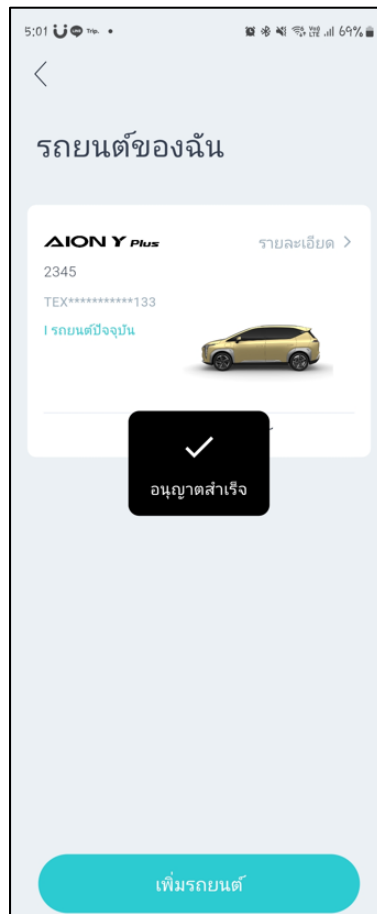 5:01 Trip. • 69%
รถยนต์ของฉัน
AION Y Plus รายละเอียด >
2345
TEX***********133
| รถยนต์ปัจจุบัน
อนุญาตสำเร็จ
เพิ่มรถยนต์